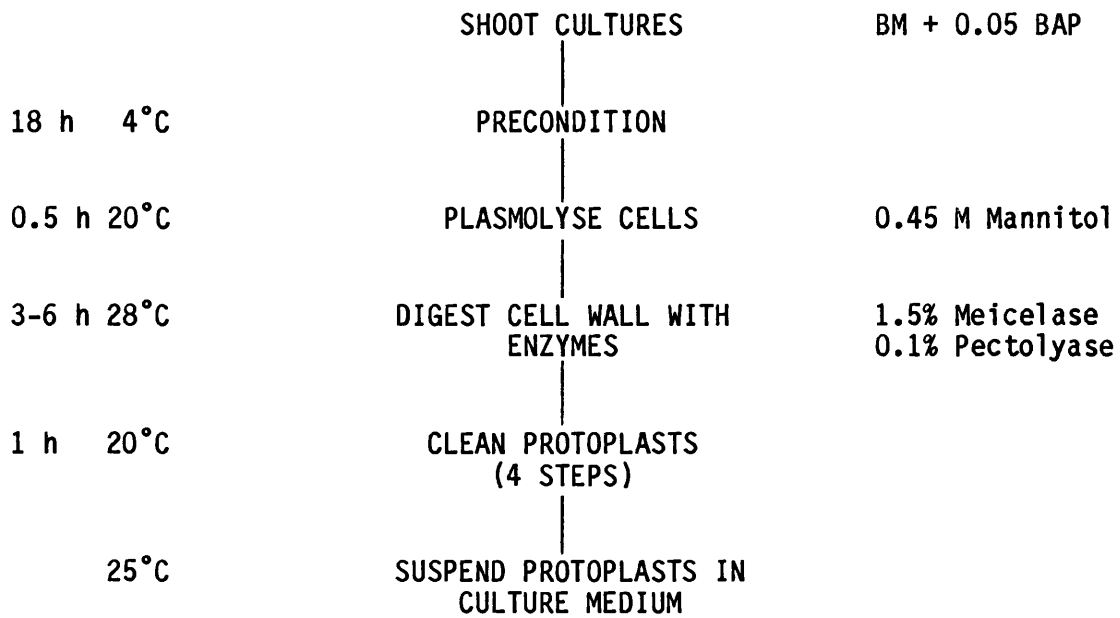 SHOOT CULTURES BM + 0.05 BAP
18 h 4°C PRECONDITION
0.5 h 20°C PLASMOLYSE CELLS 0.45 M Mannitol
3-6 h 28°C DIGEST CELL WALL WITH 1.5% Meicelase
ENZYMES 0.1% Pectolyase
1 h 20°C CLEAN PROTOPLASTS
(4 STEPS)
25°C SUSPEND PROTOPLASTS IN
CULTURE MEDIUM